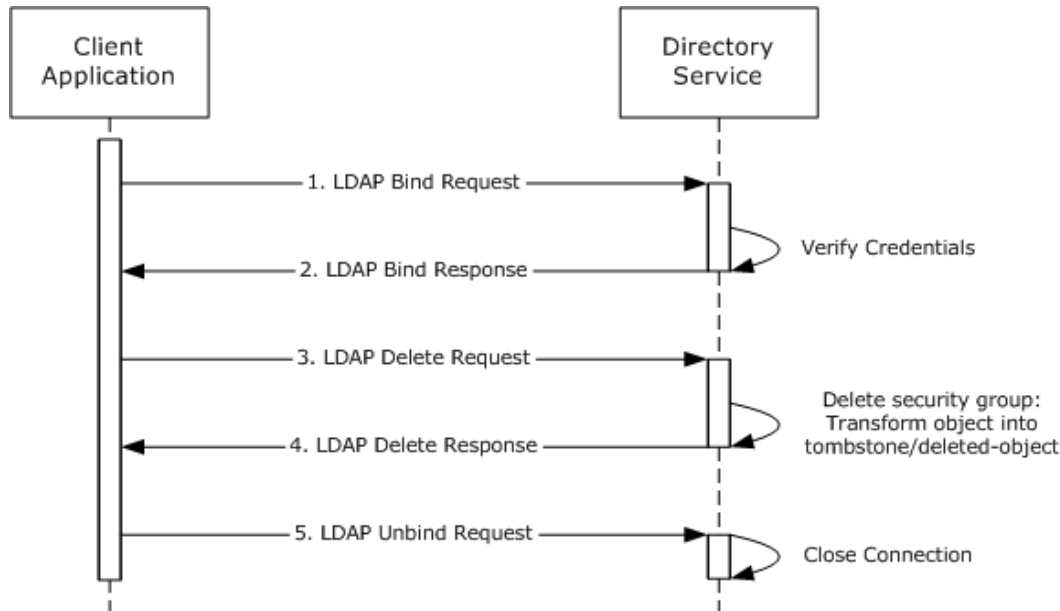 Client
Application
Directory
Service
1. LDAP Bind Request
Verify Credentials
2. LDAP Bind Response
3. LDAP Delete Request
Delete security group:
Transform object into
tombstone/deleted-object
4. LDAP Delete Response
5. LDAP Unbind Request
Close Connection